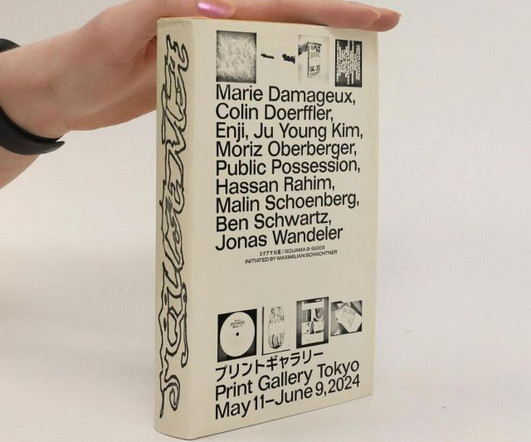 Marie Damageux,
Colin Doerffler,
Enji, Ju Young Kim,
Moriz Oberberger,
Public Possession,
Hassan Rahim,
Malin Schoenberg,
Ben Schwartz,
Jonas Wandeler
INITIATED BY MAXIMILIAN SCHACHTNER
プリントギャラリー
Print Gallery Tokyo
May 11–June 9, 2024